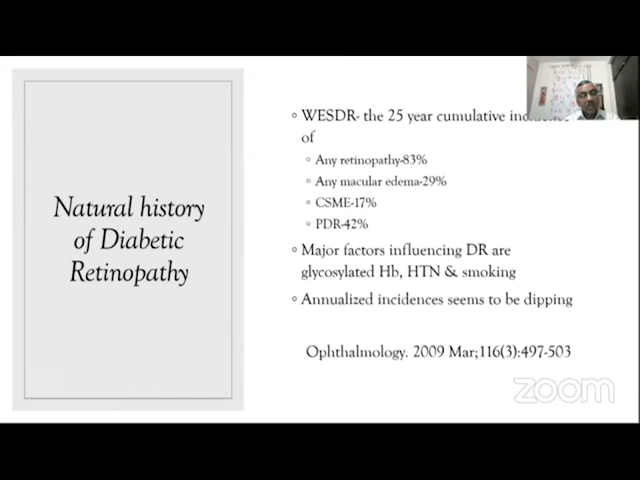 Natural history
of Diabetic
Retinopathy
WESDR- the 25 year cumulative
of
Any retinopathy-83%
Any macular edema-29%
CSME-17%
PDR-42%
Major factors influencing DR are
glycosylated Hb, HTN & smoking
Annualized incidences seems to be dipping
Ophthalmology. 2009 Mar;116(3):497-503
zoom